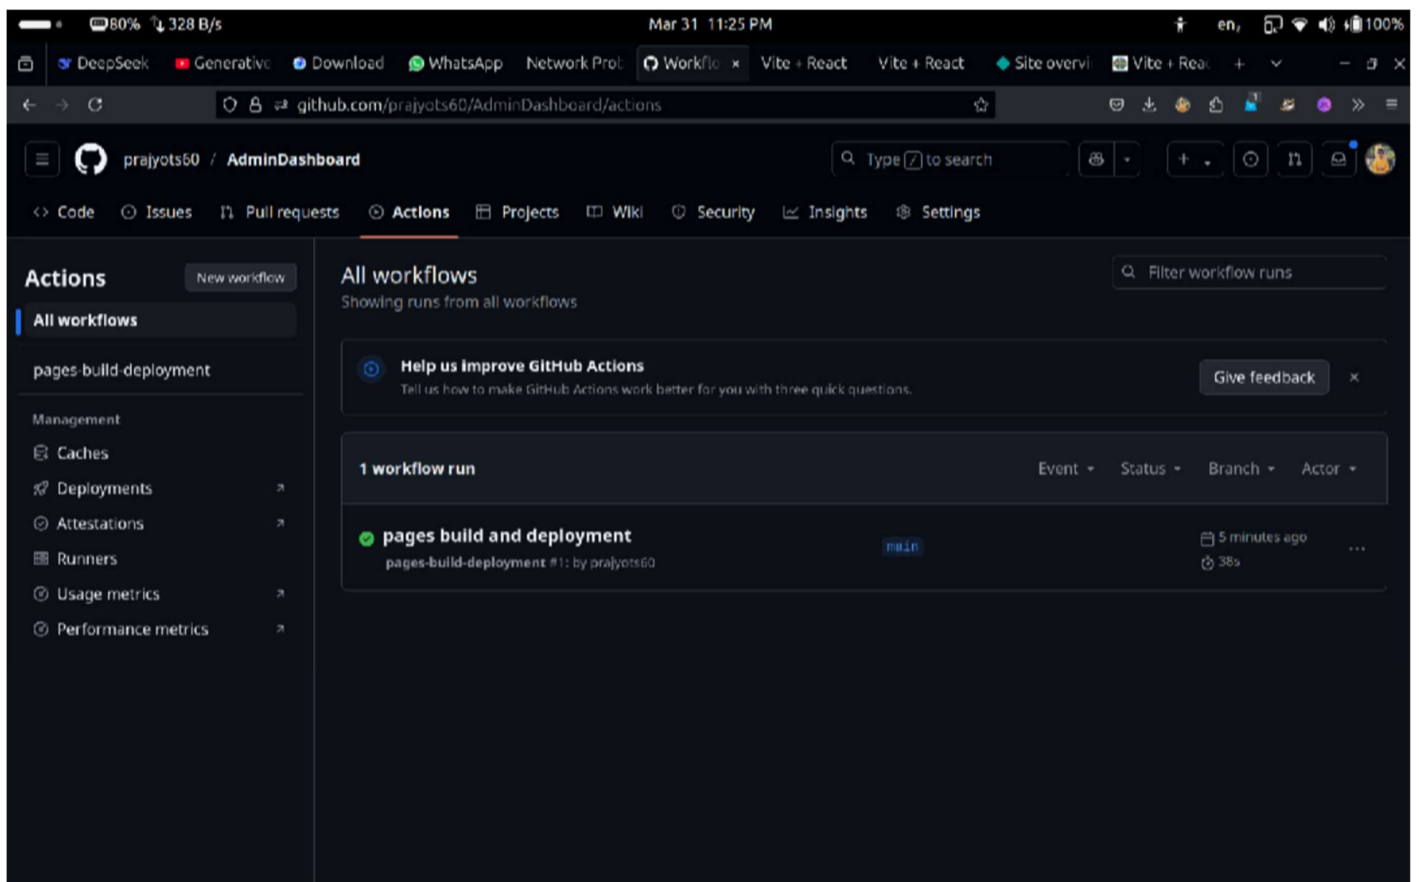 80% 328 B/s Mar 31 11:25 PM en, 100%
DeepSeek Generative Download WhatsApp Network Prob Workflo × Vite + React Vite + React Site overvi Vite + Reac
github.com/prajyots60/AdminDashboard/actions
prajyots60 / AdminDashboard Type / to search
Code Issues Pull requests Actions Projects Wiki Security Insights Settings
Actions New workflow
All workflows
pages-build-deployment
Management
Caches
Deployments
Attestations
Runners
Usage metrics
Performance metrics
All workflows
Showing runs from all workflows
Filter workflow runs
Help us improve GitHub Actions
Tell us how to make GitHub Actions work better for you with three quick questions.
Give feedback
1 workflow run Event Status Branch Actor
pages build and deployment
pages-build-deployment #1: by prajyots60
main
5 minutes ago
38s